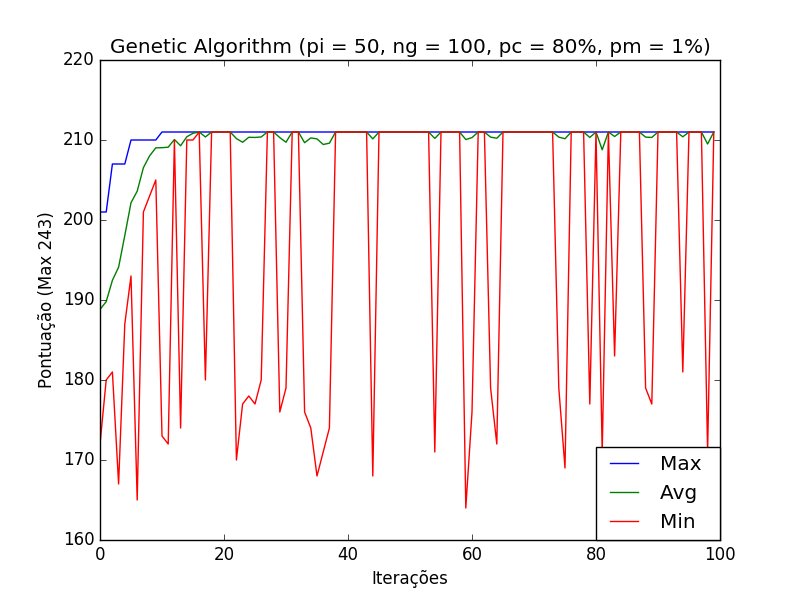 Genetic Algorithm (pi = 50, ng = 100, pc = 80%, pm = 1%)
220
210
200
190
180
170
160
Pontuação (Max 243)
Max
Avg
Min
0
20
40
60
80
100
Iterações